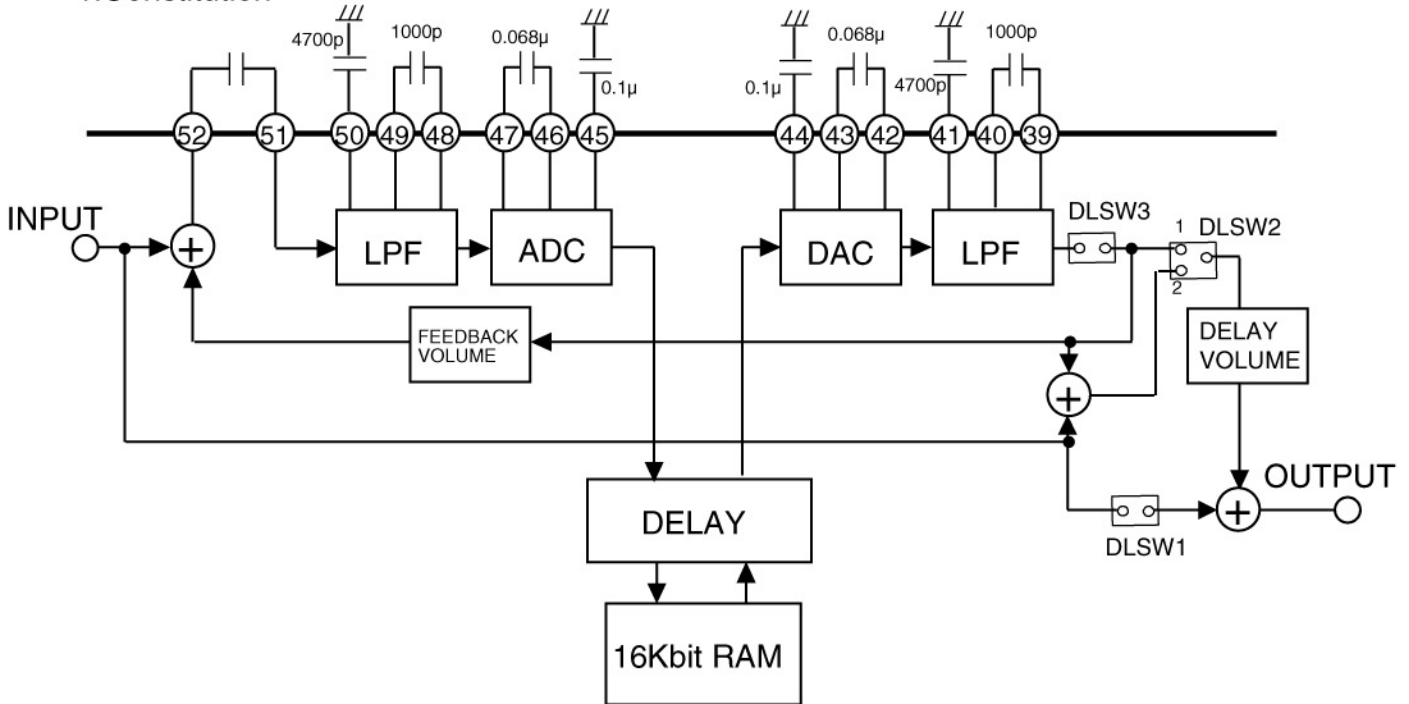 4700p
1000p
0.068µ
0.1µ
0.1µ
0.068µ
4700p
1000p
52
51
50
49
48
47
46
45
44
43
42
41
40
39
INPUT
+
LPF
ADC
DAC
LPF
DLSW3
1
DLSW2
2
FEEDBACK
VOLUME
+
DELAY
VOLUME
DELAY
DLSW1
+
OUTPUT
16Kbit RAM